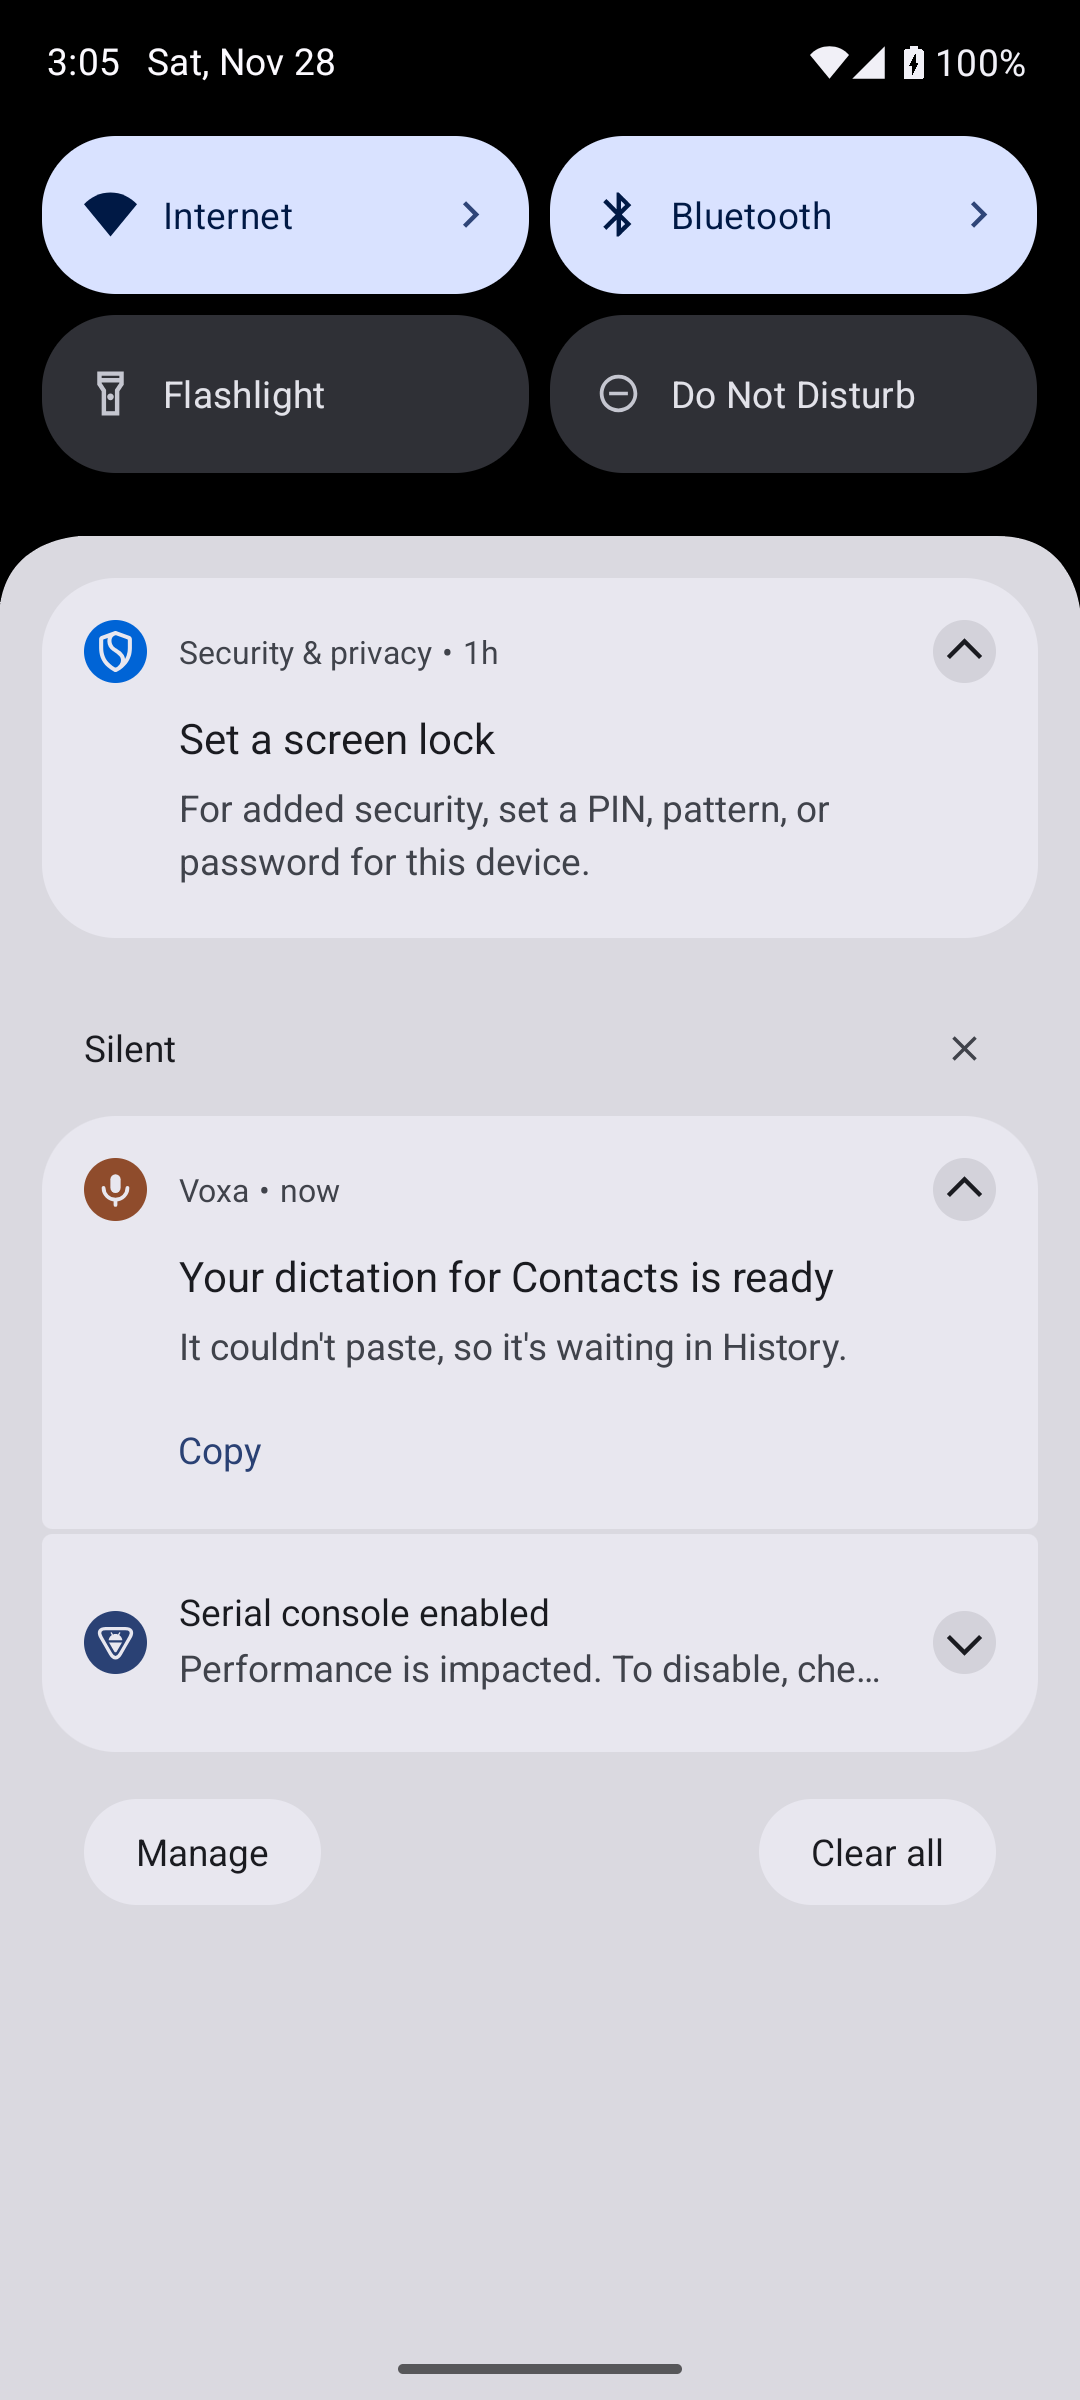 3:05 Sat, Nov 28
100%
Internet
Bluetooth
Flashlight
Do Not Disturb
Security & privacy • 1h
Set a screen lock
For added security, set a PIN, pattern, or
password for this device.
Silent
Voxa • now
Your dictation for Contacts is ready
It couldn't paste, so it's waiting in History.
Copy
Serial console enabled
Performance is impacted. To disable, che…
Manage
Clear all